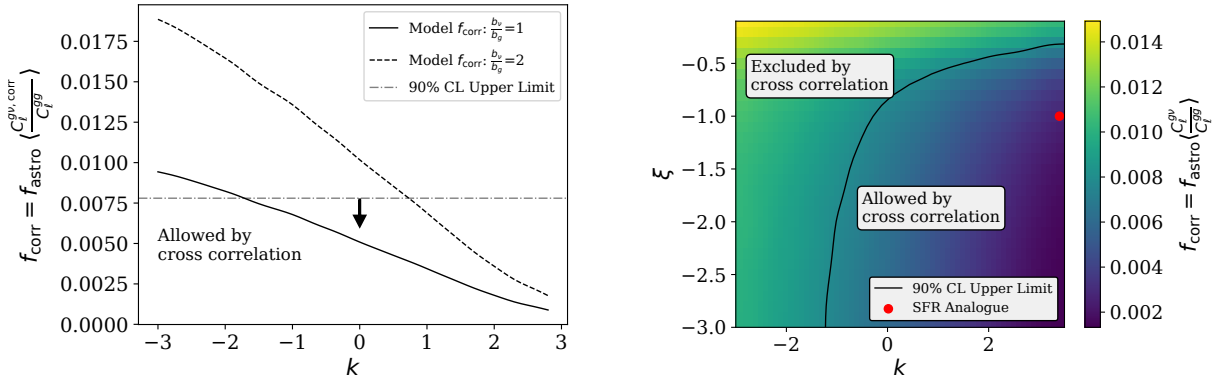 0.0175
0.0150
0.0125
0.0100
0.0075
0.0050
0.0025
0.0000
f_corr = f_astro ⟨C_ℓ^{gν, corr} / C_ℓ^{gg}⟩
Model f_corr: b_ν/b_g=1
Model f_corr: b_ν/b_g=2
90% CL Upper Limit
Allowed by
cross correlation
−3 −2 −1 0 1 2 3
k
−0.5
−1.0
−1.5
−2.0
−2.5
−3.0
ξ
Excluded by
cross correlation
Allowed by
cross correlation
90% CL Upper Limit
SFR Analogue
−2 0 2
k
0.014
0.012
0.010
0.008
0.006
0.004
0.002
f_corr = f_astro⟨C_ℓ^{gν} / C_ℓ^{gg}⟩